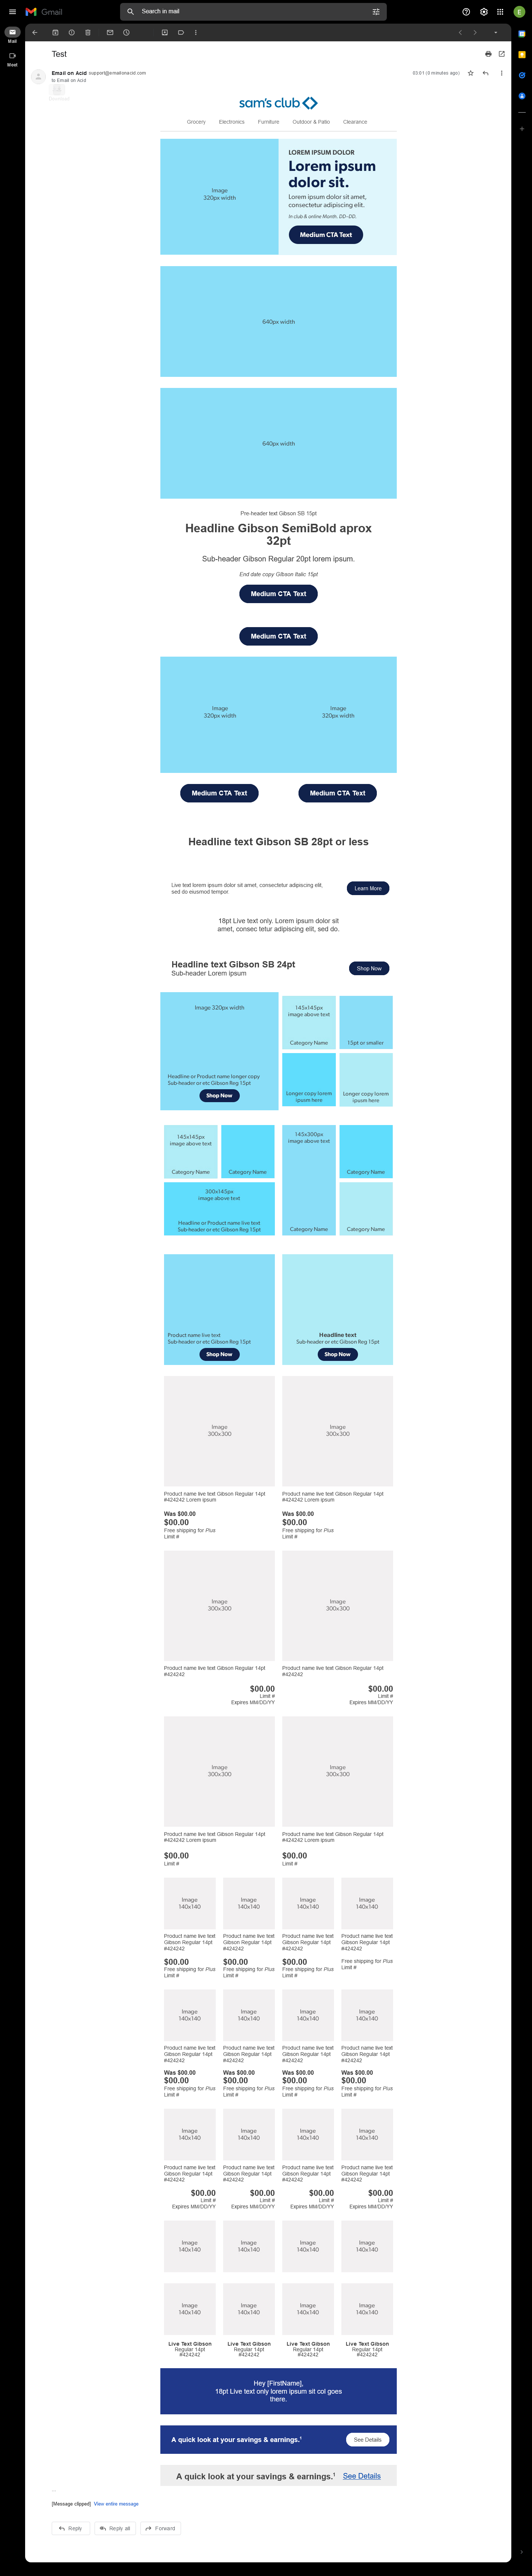 Gmail
Search in mail
E
Mail
Meet
Test
Email on Acid support@emailonacid.com
to Email on Acid
03:01 (0 minutes ago)
sam's club
Grocery Electronics Furniture Outdoor & Patio Clearance
Image
320px width
LOREM IPSUM DOLOR
Lorem ipsum
dolor sit.
Lorem ipsum dolor sit amet,
consectetur adipiscing elit.
In club & online Month. DD–DD.
Medium CTA Text
640px width
640px width
Pre-header text Gibson SB 15pt
Headline Gibson SemiBold aprox
32pt
Sub-header Gibson Regular 20pt lorem ipsum.
End date copy Gibson Italic 15pt
Medium CTA Text
Medium CTA Text
Image
320px width
Image
320px width
Medium CTA Text Medium CTA Text
Headline text Gibson SB 28pt or less
Live text lorem ipsum dolor sit amet, consectetur adipiscing elit,
sed do eiusmod tempor
Learn More
18pt Live text only. Lorem ipsum dolor sit
amet, consec tetur adipiscing elit, sed do.
Headline text Gibson SB 24pt
Sub-header Lorem ipsum
Shop Now
Image 320px width
Headline or Product name longer copy
Sub-header or etc Gibson Reg 15pt
Shop Now
145x145px
image above text
Category Name
15pt or smaller
Longer copy lorem
ipusm here
Longer copy lorem
ipusm here
145x145px
image above text
Category Name
Category Name
300x145px
image above text
Headline or Product name live text
Sub-header or etc Gibson Reg 15pt
145x300px
image above text
Category Name
Category Name
Category Name
Product name live text
Sub-header or etc Gibson Reg 15pt
Shop Now
Headline text
Sub-header or etc Gibson Reg 15pt
Shop Now
Image
300x300
Image
300x300
Product name live text Gibson Regular 14pt
#424242 Lorem ipsum
Was $00.00
$00.00
Free shipping for Plus
Limit #
Product name live text Gibson Regular 14pt
#424242 Lorem ipsum
Was $00.00
$00.00
Free shipping for Plus
Limit #
Image
300x300
Image
300x300
Product name live text Gibson Regular 14pt
#424242
$00.00
Limit #
Expires MM/DD/YY
Product name live text Gibson Regular 14pt
#424242
$00.00
Limit #
Expires MM/DD/YY
Image
300x300
Image
300x300
Product name live text Gibson Regular 14pt
#424242 Lorem ipsum
$00.00
Limit #
Product name live text Gibson Regular 14pt
#424242 Lorem ipsum
$00.00
Limit #
Image Image Image Image
140x140 140x140 140x140 140x140
Product name live text Product name live text Product name live text Product name live text
Gibson Regular 14pt Gibson Regular 14pt Gibson Regular 14pt Gibson Regular 14pt
#424242 #424242 #424242 #424242
$00.00 $00.00 $00.00
Free shipping for Plus Free shipping for Plus Free shipping for Plus Free shipping for Plus
Limit # Limit # Limit # Limit #
Image Image Image Image
140x140 140x140 140x140 140x140
Product name live text Product name live text Product name live text Product name live text
Gibson Regular 14pt Gibson Regular 14pt Gibson Regular 14pt Gibson Regular 14pt
#424242 #424242 #424242 #424242
Was $00.00 Was $00.00 Was $00.00 Was $00.00
$00.00 $00.00 $00.00 $00.00
Free shipping for Plus Free shipping for Plus Free shipping for Plus Free shipping for Plus
Limit # Limit # Limit # Limit #
Image Image Image Image
140x140 140x140 140x140 140x140
Product name live text Product name live text Product name live text Product name live text
Gibson Regular 14pt Gibson Regular 14pt Gibson Regular 14pt Gibson Regular 14pt
#424242 #424242 #424242 #424242
$00.00 $00.00 $00.00 $00.00
Limit # Limit # Limit # Limit #
Expires MM/DD/YY Expires MM/DD/YY Expires MM/DD/YY Expires MM/DD/YY
Image Image Image Image
140x140 140x140 140x140 140x140
Image Image Image Image
140x140 140x140 140x140 140x140
Live Text Gibson Live Text Gibson Live Text Gibson Live Text Gibson
Regular 14pt Regular 14pt Regular 14pt Regular 14pt
#424242 #424242 #424242 #424242
Hey [FirstName],
18pt Live text only lorem ipsum sit col goes
there.
A quick look at your savings & earnings.¹ See Details
A quick look at your savings & earnings.¹ See Details
...
[Message clipped] View entire message
Reply Reply all Forward